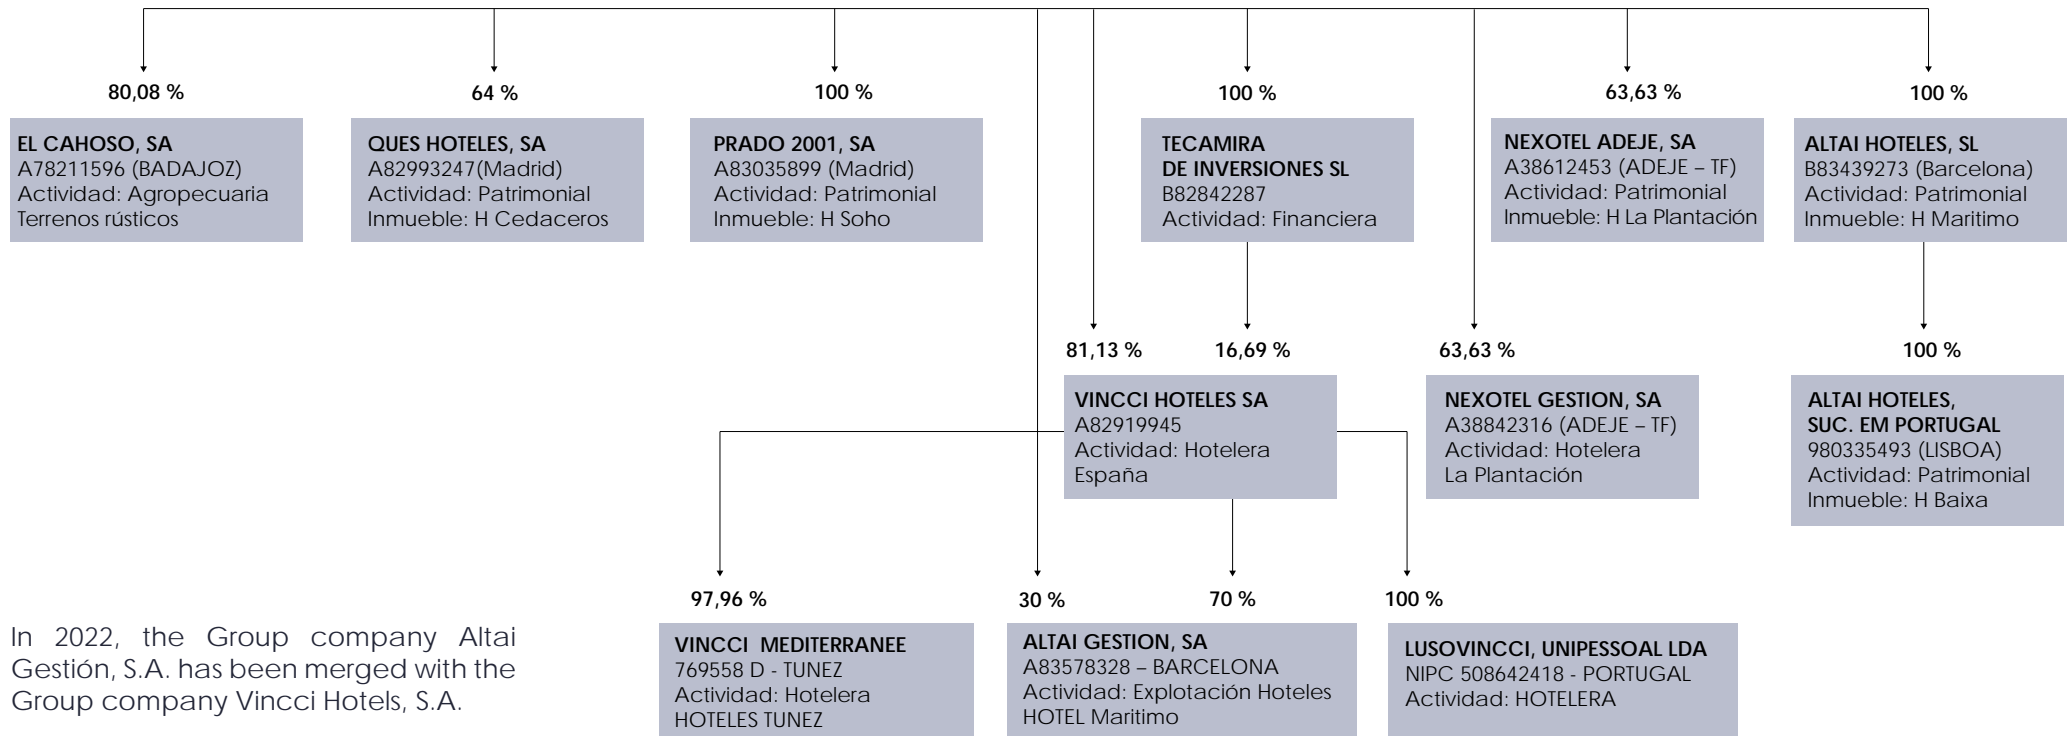 80,08 %
EL CAHOSO, SA
A78211596 (BADAJOZ)
Actividad: Agropecuaria
Terrenos rústicos
64 %
QUES HOTELES, SA
A82993247(Madrid)
Actividad: Patrimonial
Inmueble: H Cedaceros
100 %
PRADO 2001, SA
A83035899 (Madrid)
Actividad: Patrimonial
Inmueble: H Soho
100 %
TECAMIRA
DE INVERSIONES SL
B82842287
Actividad: Financiera
63,63 %
NEXOTEL ADEJE, SA
A38612453 (ADEJE – TF)
Actividad: Patrimonial
Inmueble: H La Plantación
100 %
ALTAI HOTELES, SL
B83439273 (Barcelona)
Actividad: Patrimonial
Inmueble: H Maritimo
81,13 %
16,69 %
VINCCI HOTELES SA
A82919945
Actividad: Hotelera
España
63,63 %
NEXOTEL GESTION, SA
A38842316 (ADEJE – TF)
Actividad: Hotelera
La Plantación
100 %
ALTAI HOTELES,
SUC. EM PORTUGAL
980335493 (LISBOA)
Actividad: Patrimonial
Inmueble: H Baixa
97,96 %
VINCCI MEDITERRANEE
769558 D - TUNEZ
Actividad: Hotelera
HOTELES TUNEZ
30 %
70 %
ALTAI GESTION, SA
A83578328 – BARCELONA
Actividad: Explotación Hoteles
HOTEL Maritimo
100 %
LUSOVINCCI, UNIPESSOAL LDA
NIPC 508642418 - PORTUGAL
Actividad: HOTELERA
In 2022, the Group company Altai
Gestión, S.A. has been merged with the
Group company Vincci Hotels, S.A.